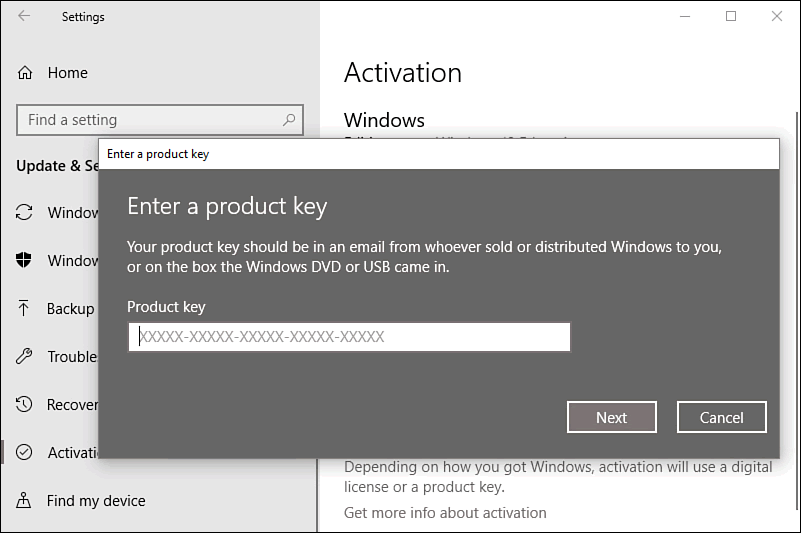 Settings
Home
Find a setting
Update & Se
Window
Window
Backup
Trouble
Recover
Activati
Find my device
Activation
Windows
Enter a product key
Enter a product key
Your product key should be in an email from whoever sold or distributed Windows to you,
or on the box the Windows DVD or USB came in.
Product key
XXXXX-XXXXX-XXXXX-XXXXX-XXXXX
Next
Cancel
Depending on how you got Windows, activation will use a digital
license or a product key.
Get more info about activation